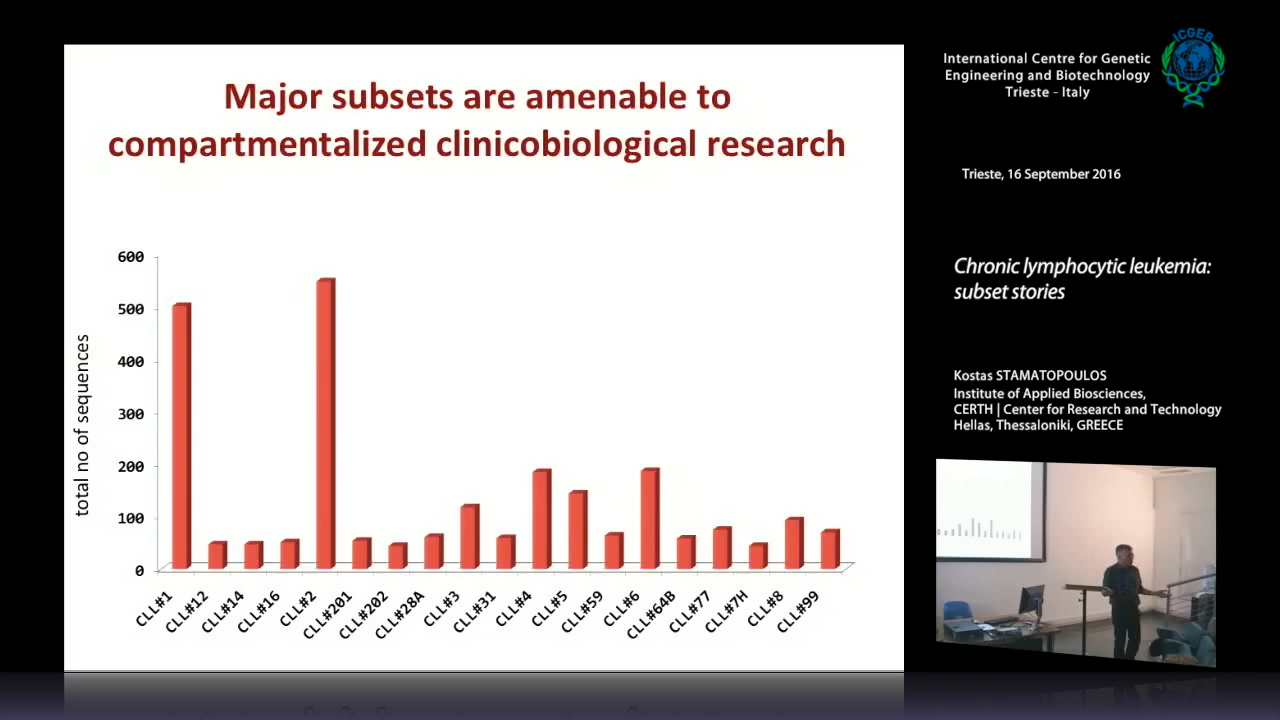 Major subsets are amenable to
compartmentalized clinicobiological research
600
500
400
300
200
100
0
total no of sequences
CLL#1
CLL#12
CLL#14
CLL#16
CLL#2
CLL#201
CLL#202
CLL#28A
CLL#3
CLL#31
CLL#4
CLL#5
CLL#59
CLL#6
CLL#64B
CLL#77
CLL#7H
CLL#8
CLL#99
International Centre for Genetic
Engineering and Biotechnology
Trieste - Italy
ICGEB
Trieste, 16 September 2016
Chronic lymphocytic leukemia:
subset stories
Kostas STAMATOPOULOS
Institute of Applied Biosciences,
CERTH | Center for Research and Technology
Hellas, Thessaloniki, GREECE